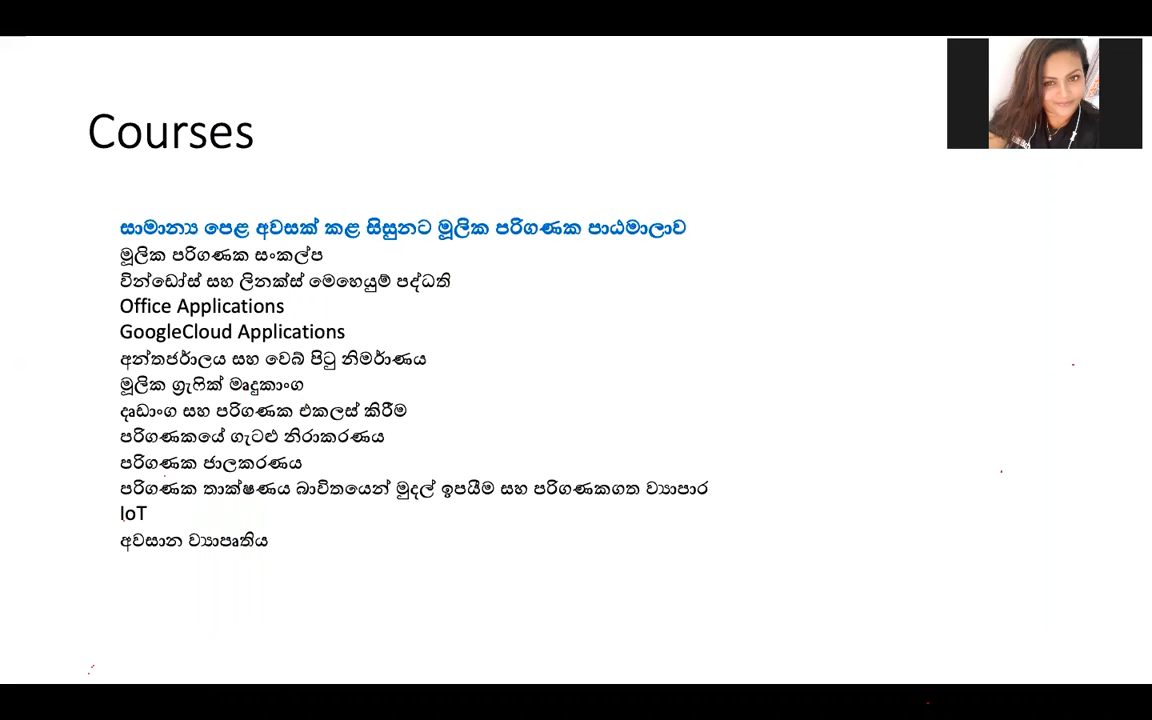 Courses
සාමාන්‍ය පෙළ අවසක් කළ සිසුනට මූලික පරිගණක පාඨමාලාව
මූලික පරිගණක සංකල්ප
වින්ඩෝස් සහ ලිනක්ස් මෙහෙයුම් පද්ධති
Office Applications
GoogleCloud Applications
අන්තර්ජාලය සහ වෙබ් පිටු නිර්මාණය
මූලික ග්‍රැෆික් මෘදුකාංග
දෘඩාංග සහ පරිගණක එකලස් කිරීම
පරිගණකයේ ගැටළු නිරාකරණය
පරිගණක ජාලකරණය
පරිගණක තාක්ෂණය බාවිතයෙන් මුදල් ඉපයීම සහ පරිගණකගත ව්‍යාපාර
IoT
අවසාන ව්‍යාපෘතිය